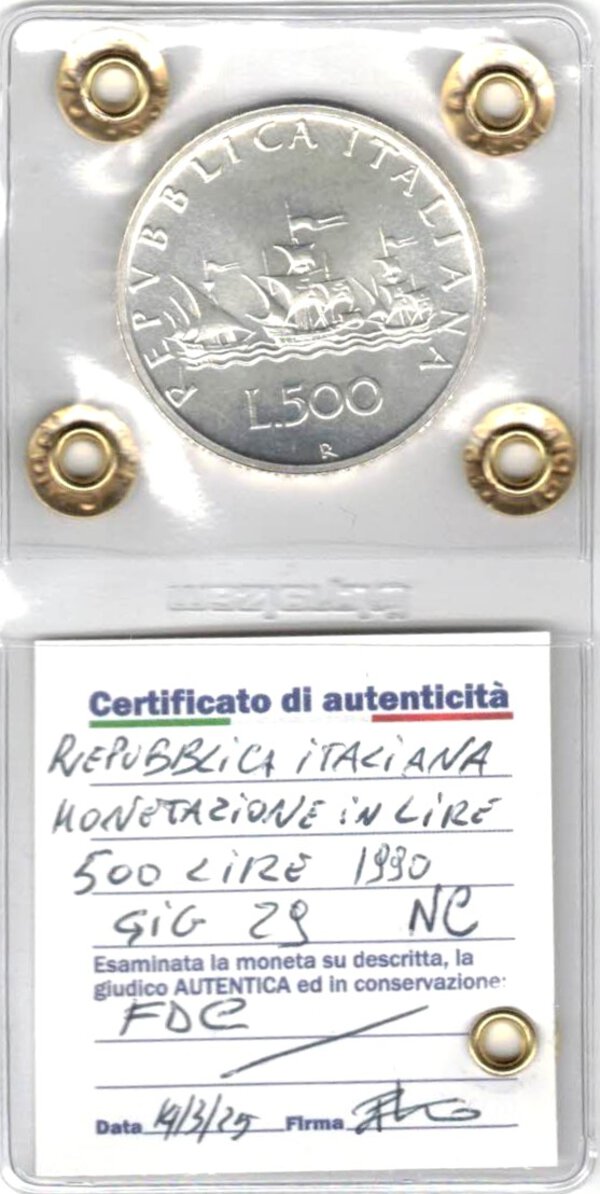 REPVBBLICA ITALIANA
L.500
R
Certificato di autenticità
REPUBBLICA ITALIANA
MONETAZIONE IN LIRE
500 LIRE 1990
GIG 29 NC
Esaminata la moneta su descritta, la
giudico AUTENTICA ed in conservazione:
FDC
Data 19/3/25 Firma